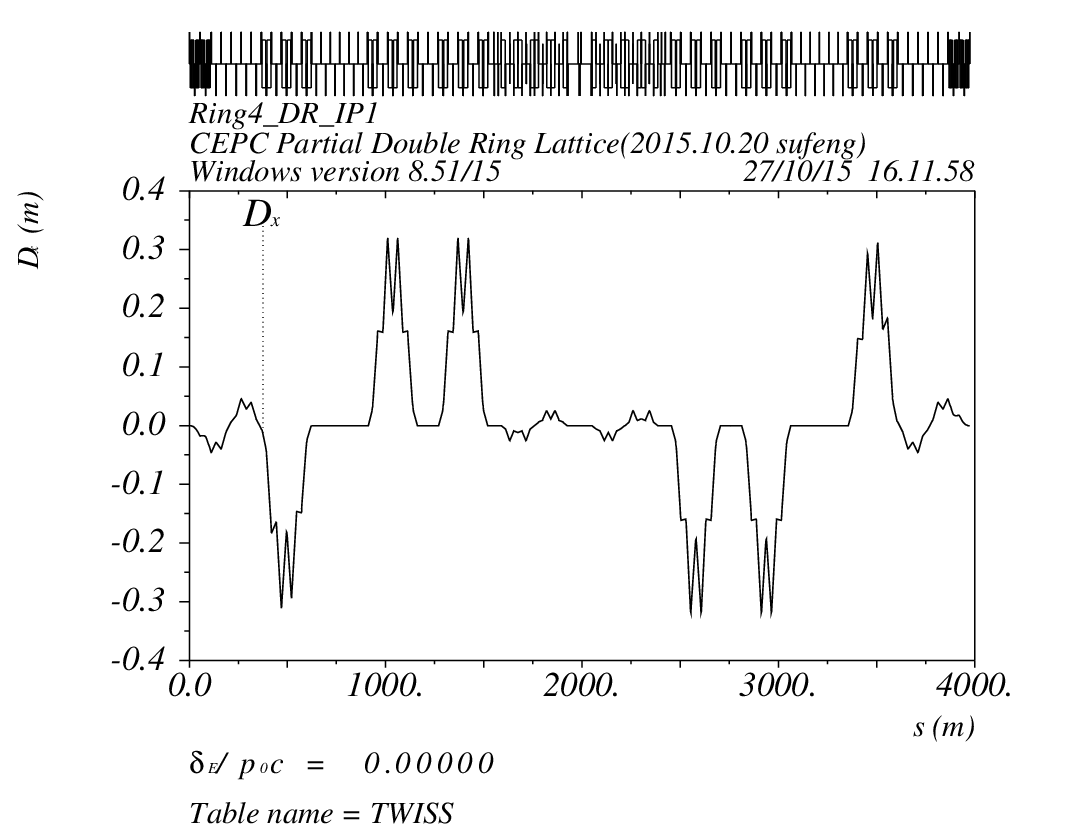 Ring4_DR_IP1
CEPC Partial Double Ring Lattice(2015.10.20 sufeng)
Windows version 8.51/15 27/10/15 16.11.58
0.4
Dx
Dx (m)
0.3
0.2
0.1
0.0
-0.1
-0.2
-0.3
-0.4
0.0 1000. 2000. 3000. 4000.
s (m)
δE/ p0c = 0.00000
Table name = TWISS